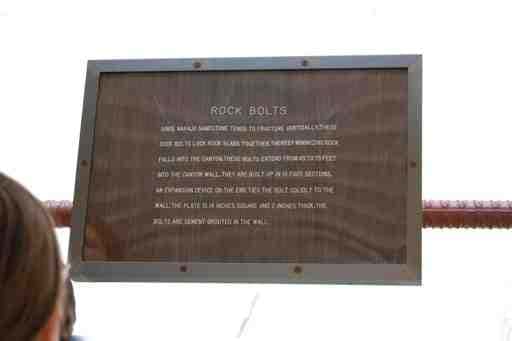 ROCK BOLTS
SINCE NAVAJO SANDSTONE TENDS TO FRACTURE VERTICALLY, THESE
ROCK BOLTS LOCK ROCK SLABS TOGETHER, THEREBY MINIMIZING ROCK
FALLS INTO THE CANYON. THESE BOLTS EXTEND FROM 45 TO 75 FEET
INTO THE CANYON WALL. THEY ARE BUILT UP IN 10 FOOT SECTIONS.
AN EXPANSION DEVICE ON THE END TIES THE BOLT SOLIDLY TO THE
WALL. THE PLATE IS 14 INCHES SQUARE AND 2 INCHES THICK. THE
BOLTS ARE CEMENT GROUTED IN THE WALL.